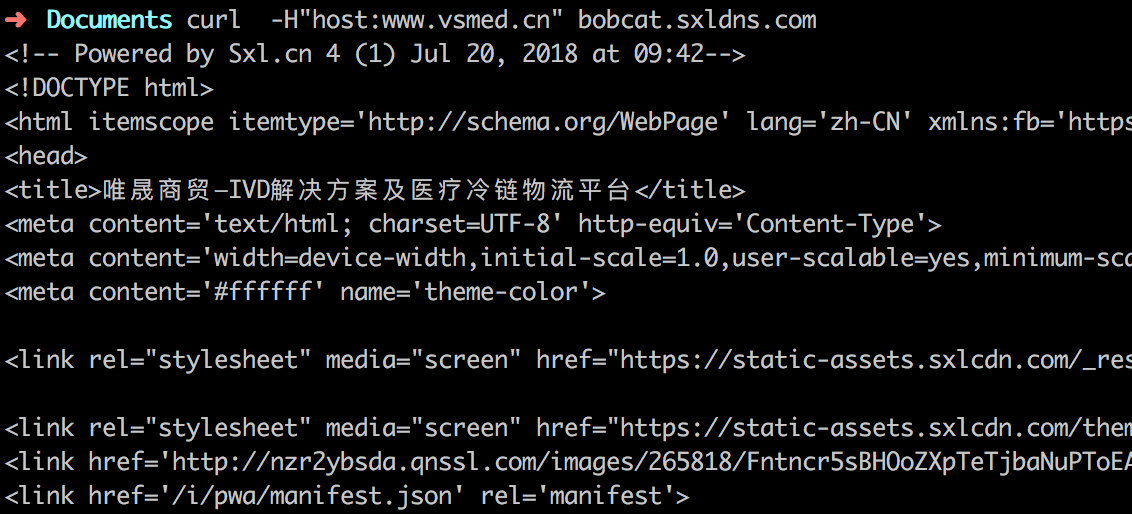 ➜ Documents curl  -H"host:www.vsmed.cn" bobcat.sxldns.com
<!-- Powered by Sxl.cn 4 (1) Jul 20, 2018 at 09:42-->
<!DOCTYPE html>
<html itemscope itemtype='http://schema.org/WebPage' lang='zh-CN' xmlns:fb='https
<head>
<title>唯晟商贸—IVD解决方案及医疗冷链物流平台</title>
<meta content='text/html; charset=UTF-8' http-equiv='Content-Type'>
<meta content='width=device-width,initial-scale=1.0,user-scalable=yes,minimum-sca
<meta content='#ffffff' name='theme-color'>
<link rel="stylesheet" media="screen" href="https://static-assets.sxlcdn.com/_res
<link rel="stylesheet" media="screen" href="https://static-assets.sxlcdn.com/them
<link href='http://nzr2ybsda.qnssl.com/images/265818/Fntncr5sBHOoZXpTeTjbaNuPToEA
<link href='/i/pwa/manifest.json' rel='manifest'>